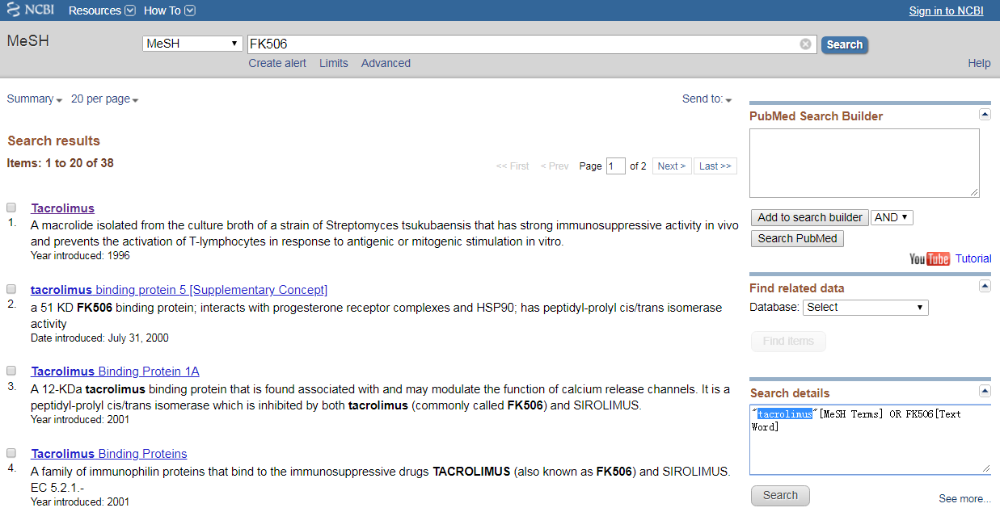 NCBI Resources How To Sign in to NCBI
MeSH MeSH FK506 Search
Create alert Limits Advanced Help
Summary 20 per page Send to:
Search results
Items: 1 to 20 of 38
<< First < Prev Page 1 of 2 Next > Last >>
Tacrolimus
1. A macrolide isolated from the culture broth of a strain of Streptomyces tsukubaensis that has strong immunosuppressive activity in vivo
and prevents the activation of T-lymphocytes in response to antigenic or mitogenic stimulation in vitro.
Year introduced: 1996
tacrolimus binding protein 5 [Supplementary Concept]
2. a 51 KD FK506 binding protein; interacts with progesterone receptor complexes and HSP90; has peptidyl-prolyl cis/trans isomerase
activity
Date introduced: July 31, 2000
Tacrolimus Binding Protein 1A
3. A 12-KDa tacrolimus binding protein that is found associated with and may modulate the function of calcium release channels. It is a
peptidyl-prolyl cis/trans isomerase which is inhibited by both tacrolimus (commonly called FK506) and SIROLIMUS.
Year introduced: 2001
Tacrolimus Binding Proteins
4. A family of immunophilin proteins that bind to the immunosuppressive drugs TACROLIMUS (also known as FK506) and SIROLIMUS.
EC 5.2.1.-
Year introduced: 2001
PubMed Search Builder
Add to search builder AND
Search PubMed
YouTube Tutorial
Find related data
Database: Select
Find items
Search details
"tacrolimus"[MeSH Terms] OR FK506[Text
Word]
Search
See more...